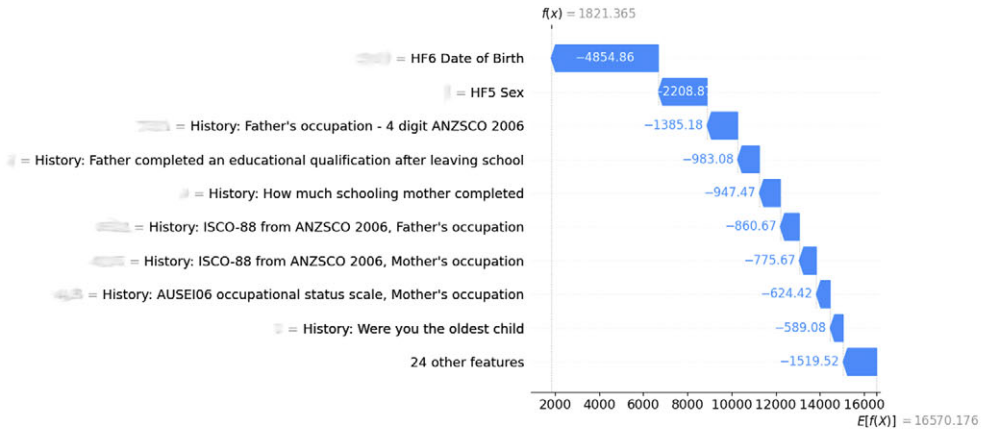 f(x) = 1821.365
= HF6 Date of Birth −4854.86
= HF5 Sex −2208.87
= History: Father's occupation - 4 digit ANZSCO 2006 −1385.18
= History: Father completed an educational qualification after leaving school −983.08
= History: How much schooling mother completed −947.47
= History: ISCO-88 from ANZSCO 2006, Father's occupation −860.67
= History: ISCO-88 from ANZSCO 2006, Mother's occupation −775.67
= History: AUSEI06 occupational status scale, Mother's occupation −624.42
= History: Were you the oldest child −589.08
24 other features −1519.52
2000 4000 6000 8000 10000 12000 14000 16000
E[f(X)] = 16570.176